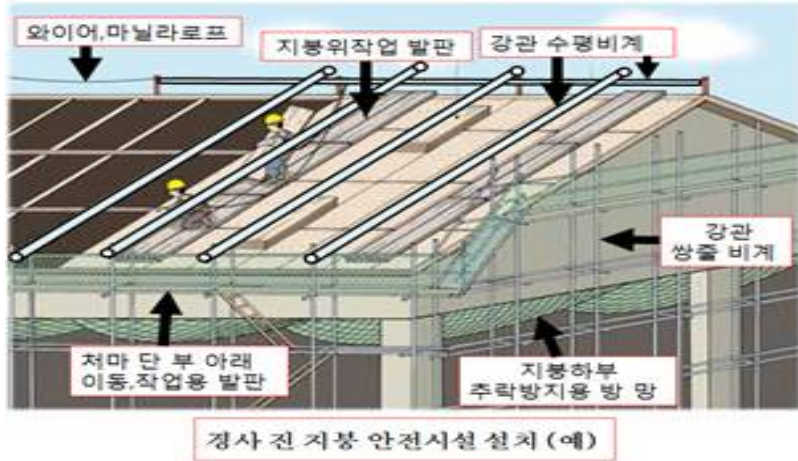 와이어,마닐라로프
지붕위작업 발판
강관 수평비계
강관
쌍줄 비계
처마 단 부 아래
이동,작업용 발판
지붕하부
추락방지용 방 망
경사 진 지붕 안전시설 설치 (예)